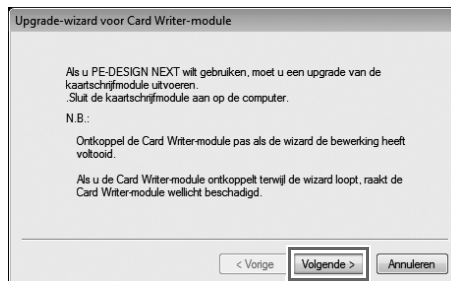 Upgrade-wizard voor Card Writer-module
Als u PE-DESIGN NEXT wilt gebruiken, moet u een upgrade van de
kaartschrijfmodule uitvoeren.
.Sluit de kaartschrijfmodule aan op de computer.
N.B.:
Ontkoppel de Card Writer-module pas als de wizard de bewerking heeft
voltooid.
Als u de Card Writer-module ontkoppelt terwijl de wizard loopt, raakt de
Card Writer-module wellicht beschadigd.
< Vorige Volgende > Annuleren